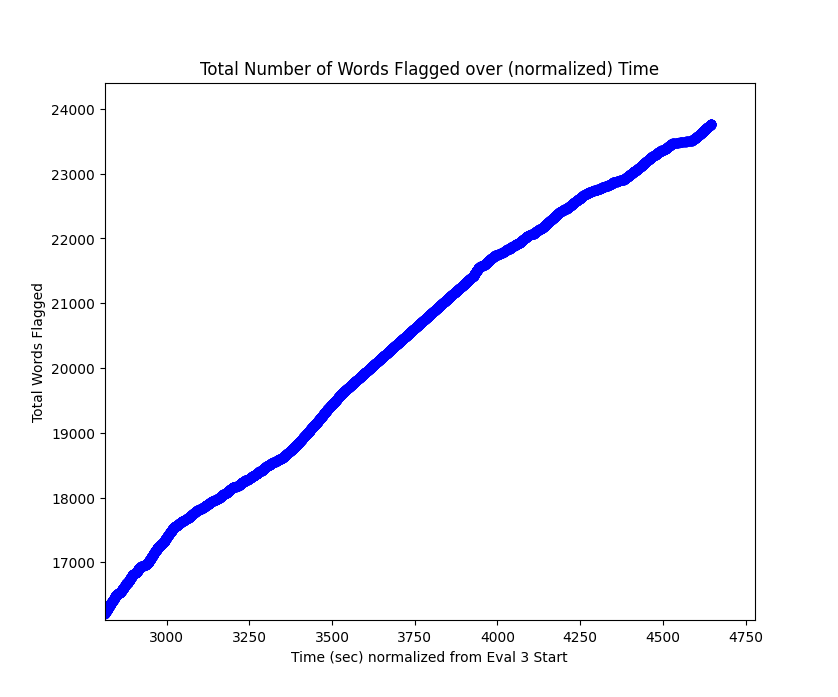 Total Number of Words Flagged over (normalized) Time
24000
23000
22000
21000
20000
19000
18000
17000
Total Words Flagged
3000 3250 3500 3750 4000 4250 4500 4750
Time (sec) normalized from Eval 3 Start